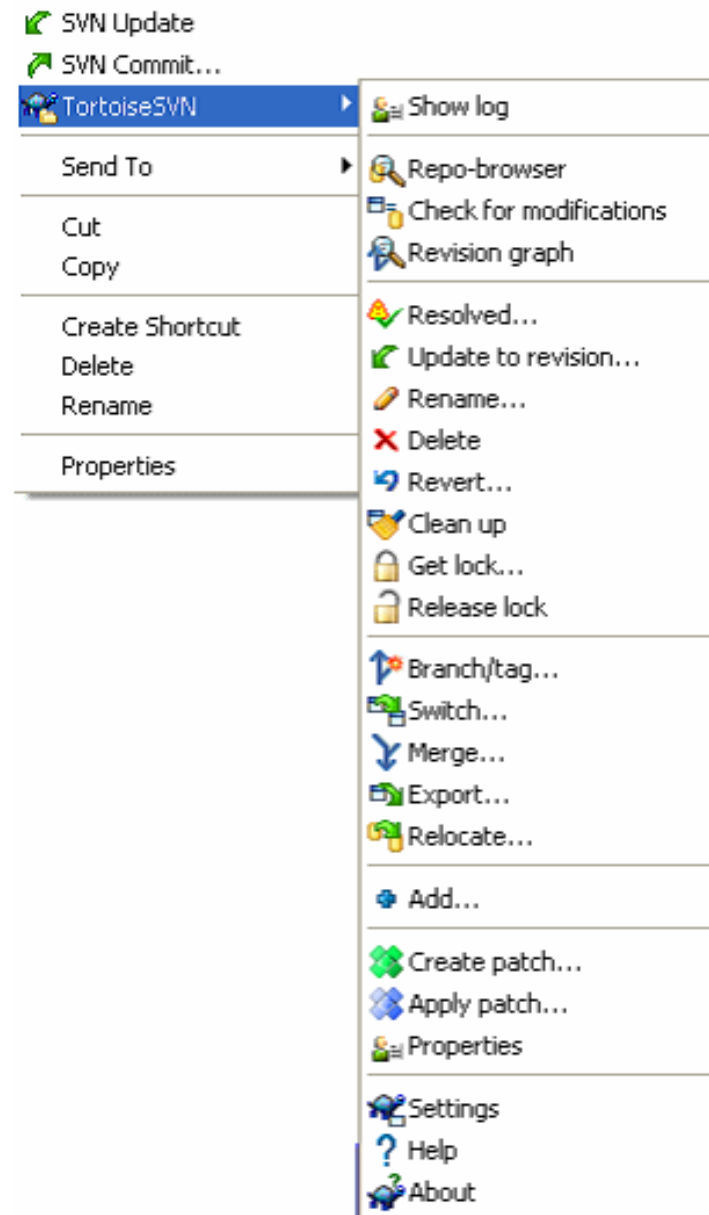 SVN Update
SVN Commit...
TortoiseSVN
Send To
Cut
Copy
Create Shortcut
Delete
Rename
Properties
Show log
Repo-browser
Check for modifications
Revision graph
Resolved...
Update to revision...
Rename...
Delete
Revert...
Clean up
Get lock...
Release lock
Branch/tag...
Switch...
Merge...
Export...
Relocate...
Add...
Create patch...
Apply patch...
Properties
Settings
Help
About